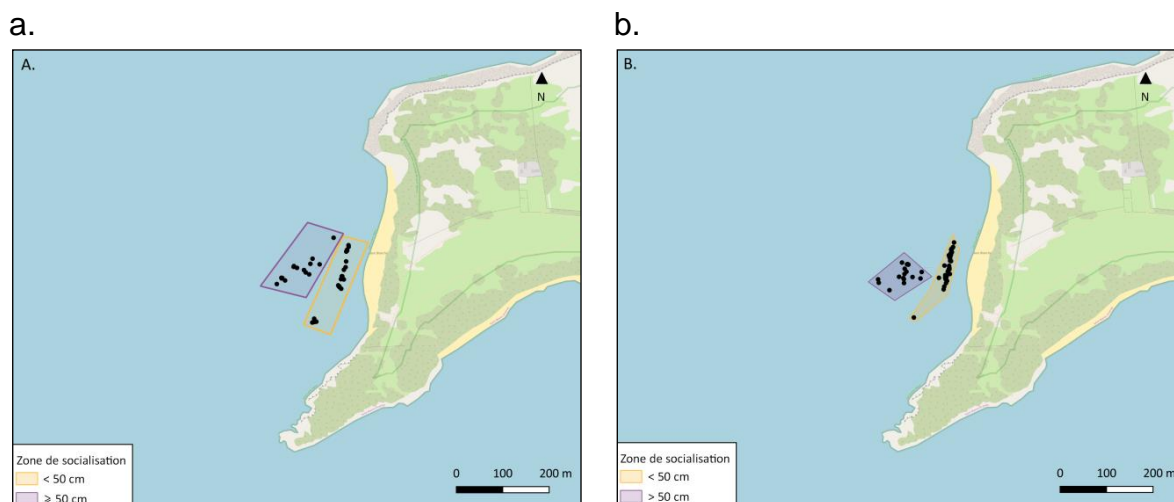 a.
b.
A.
N
Zone de socialisation
< 50 cm
≥ 50 cm
0 100 200 m
B.
N
Zone de socialisation
< 50 cm
> 50 cm
0 100 200 m